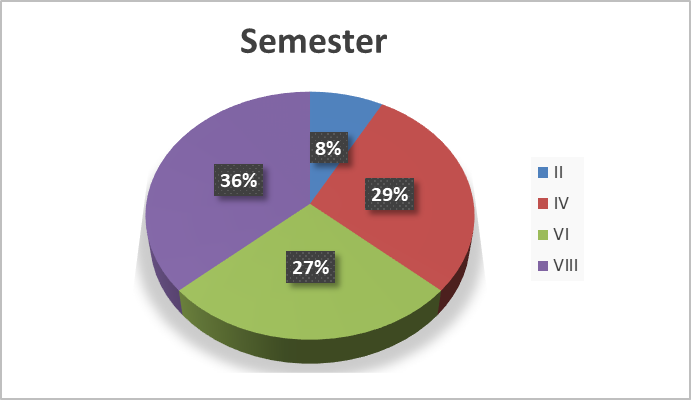 Semester
8%
29%
27%
36%
II
IV
VI
VIII